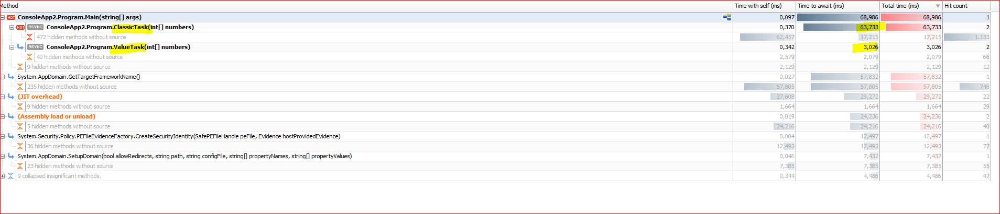 Method Time with self (ms) Time to await (ms) Total time (ms) Hit count
HOT ConsoleApp2.Program.Main(string[] args) 0,097 68,986 68,986 1
HOT ASYNC ConsoleApp2.Program.ClassicTask(int[] numbers) 0,370 63,733 63,733 2
472 hidden methods without source 62,457 17,215 17,215 1.133
ASYNC ConsoleApp2.Program.ValueTask(int[] numbers) 0,342 3,026 3,026 2
40 hidden methods without source 2,579 2,079 2,079 66
9 hidden methods without source 2,129 2,129 2,129 12
System.AppDomain.GetTargetFrameworkName() 0,027 57,832 57,832 1
235 hidden methods without source 57,805 57,805 57,805 748
(JIT overhead) 27,608 29,272 29,272 22
9 hidden methods without source 1,664 1,664 1,664 29
(Assembly load or unload) 0,019 24,236 24,236 2
5 hidden methods without source 24,216 24,216 24,216 40
System.Security.Policy.PEFileEvidenceFactory.CreateSecurityIdentity(SafePEFileHandle peFile, Evidence hostProvidedEvidence) 0,004 12,497 12,497 1
36 hidden methods without source 12,493 12,493 12,493 77
System.AppDomain.SetupDomain(bool allowRedirects, string path, string configFile, string[] propertyNames, string[] propertyValues) 0,046 7,432 7,432 1
23 hidden methods without source 7,385 7,385 7,385 55
9 collapsed insignificant methods. 0,344 4,486 4,486 47